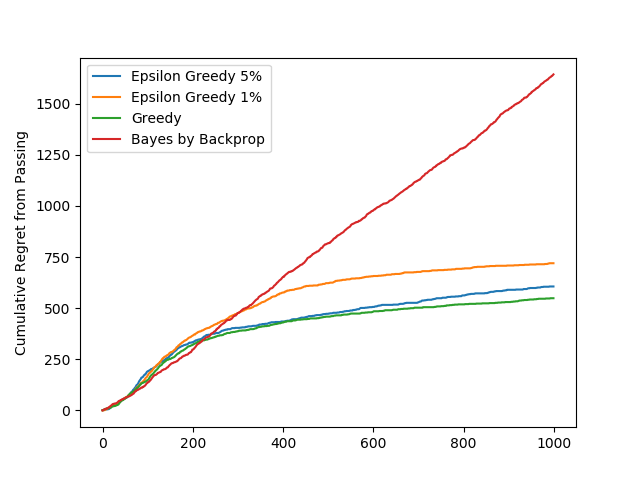 Epsilon Greedy 5%
Epsilon Greedy 1%
Greedy
Bayes by Backprop
Cumulative Regret from Passing
1500
1250
1000
750
500
250
0
0 200 400 600 800 1000